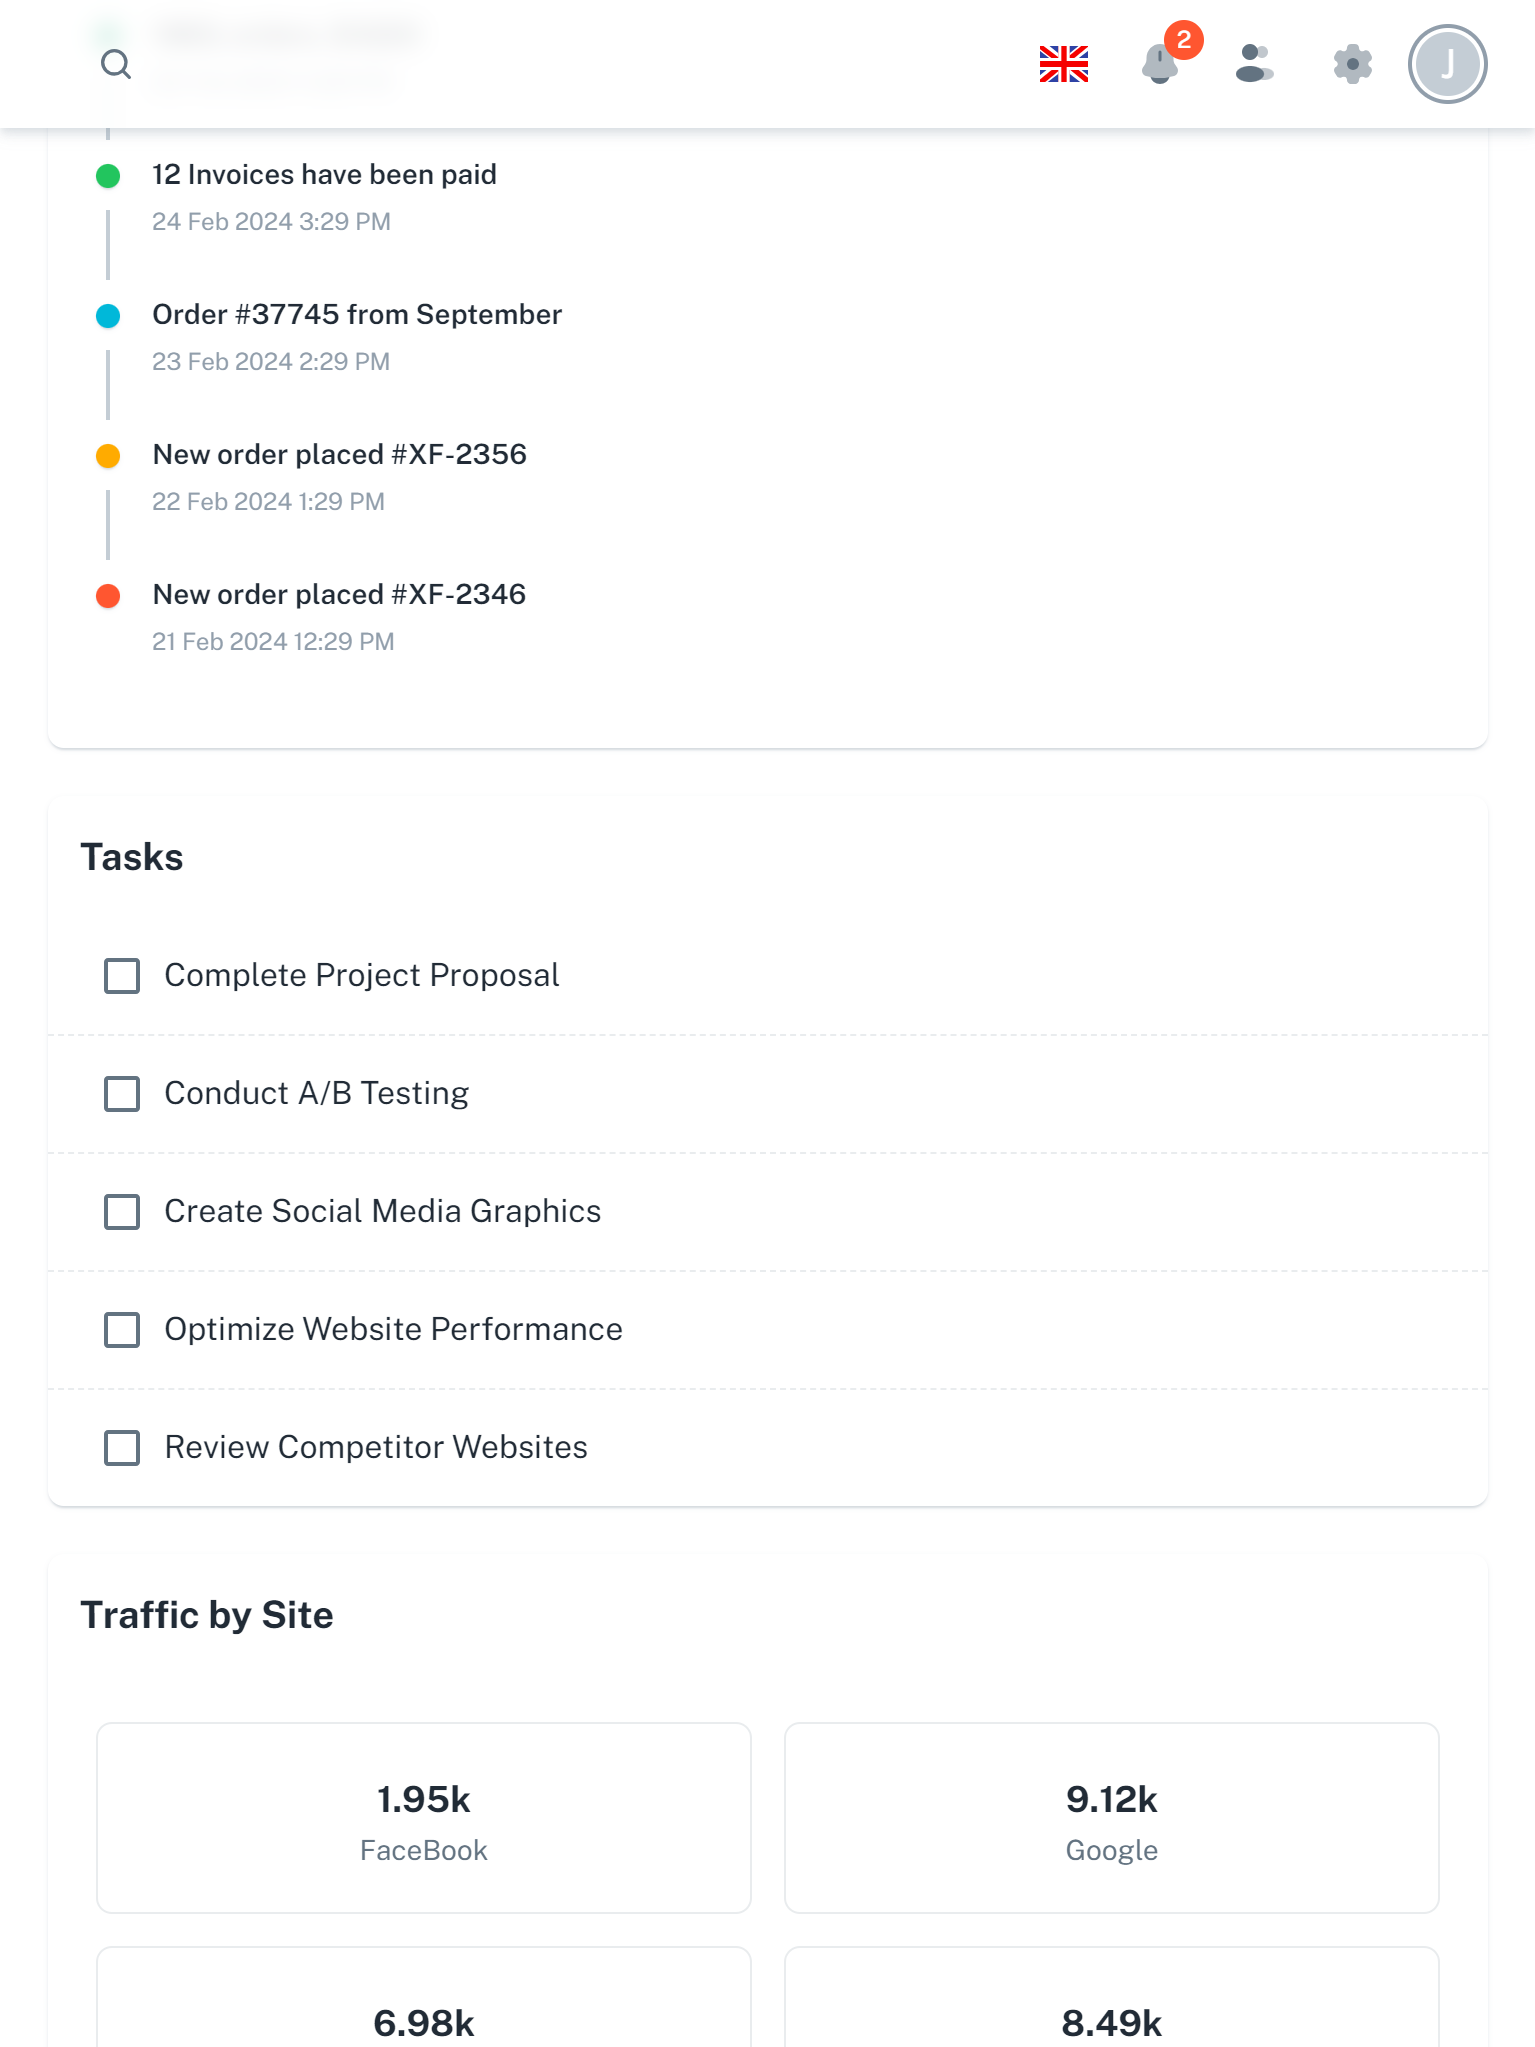 2
J
12 Invoices have been paid
24 Feb 2024 3:29 PM
Order #37745 from September
23 Feb 2024 2:29 PM
New order placed #XF-2356
22 Feb 2024 1:29 PM
New order placed #XF-2346
21 Feb 2024 12:29 PM
Tasks
Complete Project Proposal
Conduct A/B Testing
Create Social Media Graphics
Optimize Website Performance
Review Competitor Websites
Traffic by Site
1.95k
FaceBook
9.12k
Google
6.98k
8.49k